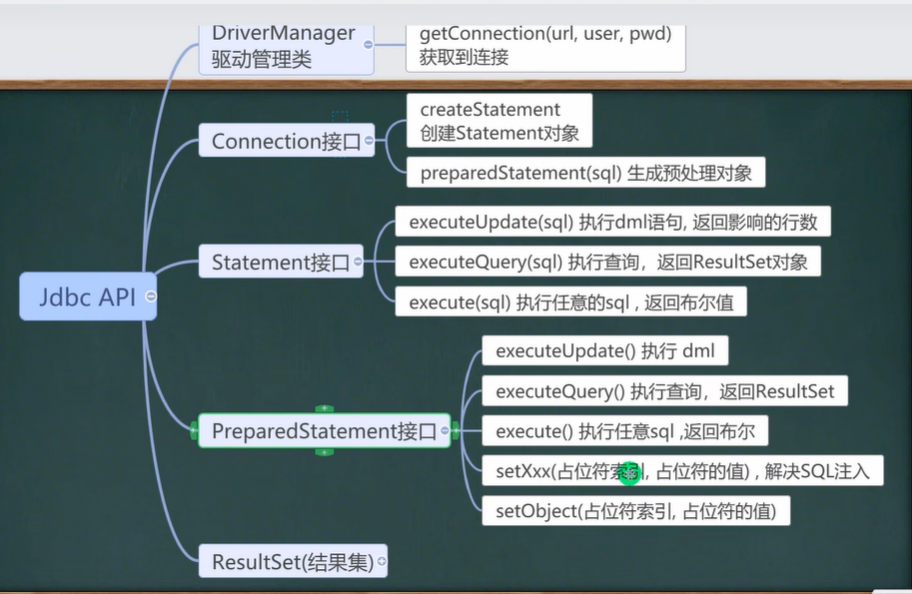 DriverManager
驱动管理类
getConnection(url, user, pwd)
获取到连接
Connection接口
createStatement
创建Statement对象
preparedStatement(sql) 生成预处理对象
Statement接口
executeUpdate(sql) 执行dml语句, 返回影响的行数
executeQuery(sql) 执行查询，返回ResultSet对象
execute(sql) 执行任意的sql , 返回布尔值
Jdbc API
PreparedStatement接口
executeUpdate() 执行 dml
executeQuery() 执行查询，返回ResultSet
execute() 执行任意sql ,返回布尔
setXxx(占位符索引, 占位符的值) , 解决SQL注入
setObject(占位符索引, 占位符的值)
ResultSet(结果集)